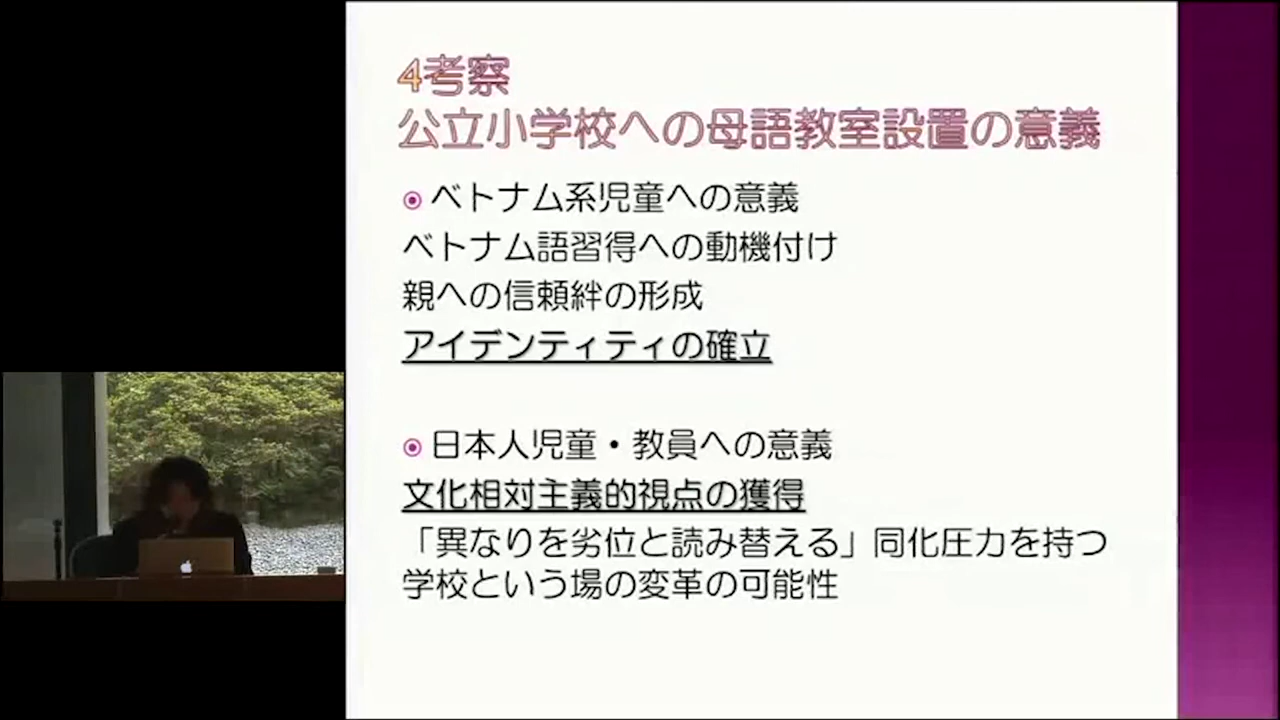 4考察
公立小学校への母語教室設置の意義
ベトナム系児童への意義
ベトナム語習得への動機付け
親への信頼絆の形成
アイデンティティの確立
日本人児童・教員への意義
文化相対主義的視点の獲得
「異なりを劣位と読み替える」同化圧力を持つ
学校という場の変革の可能性